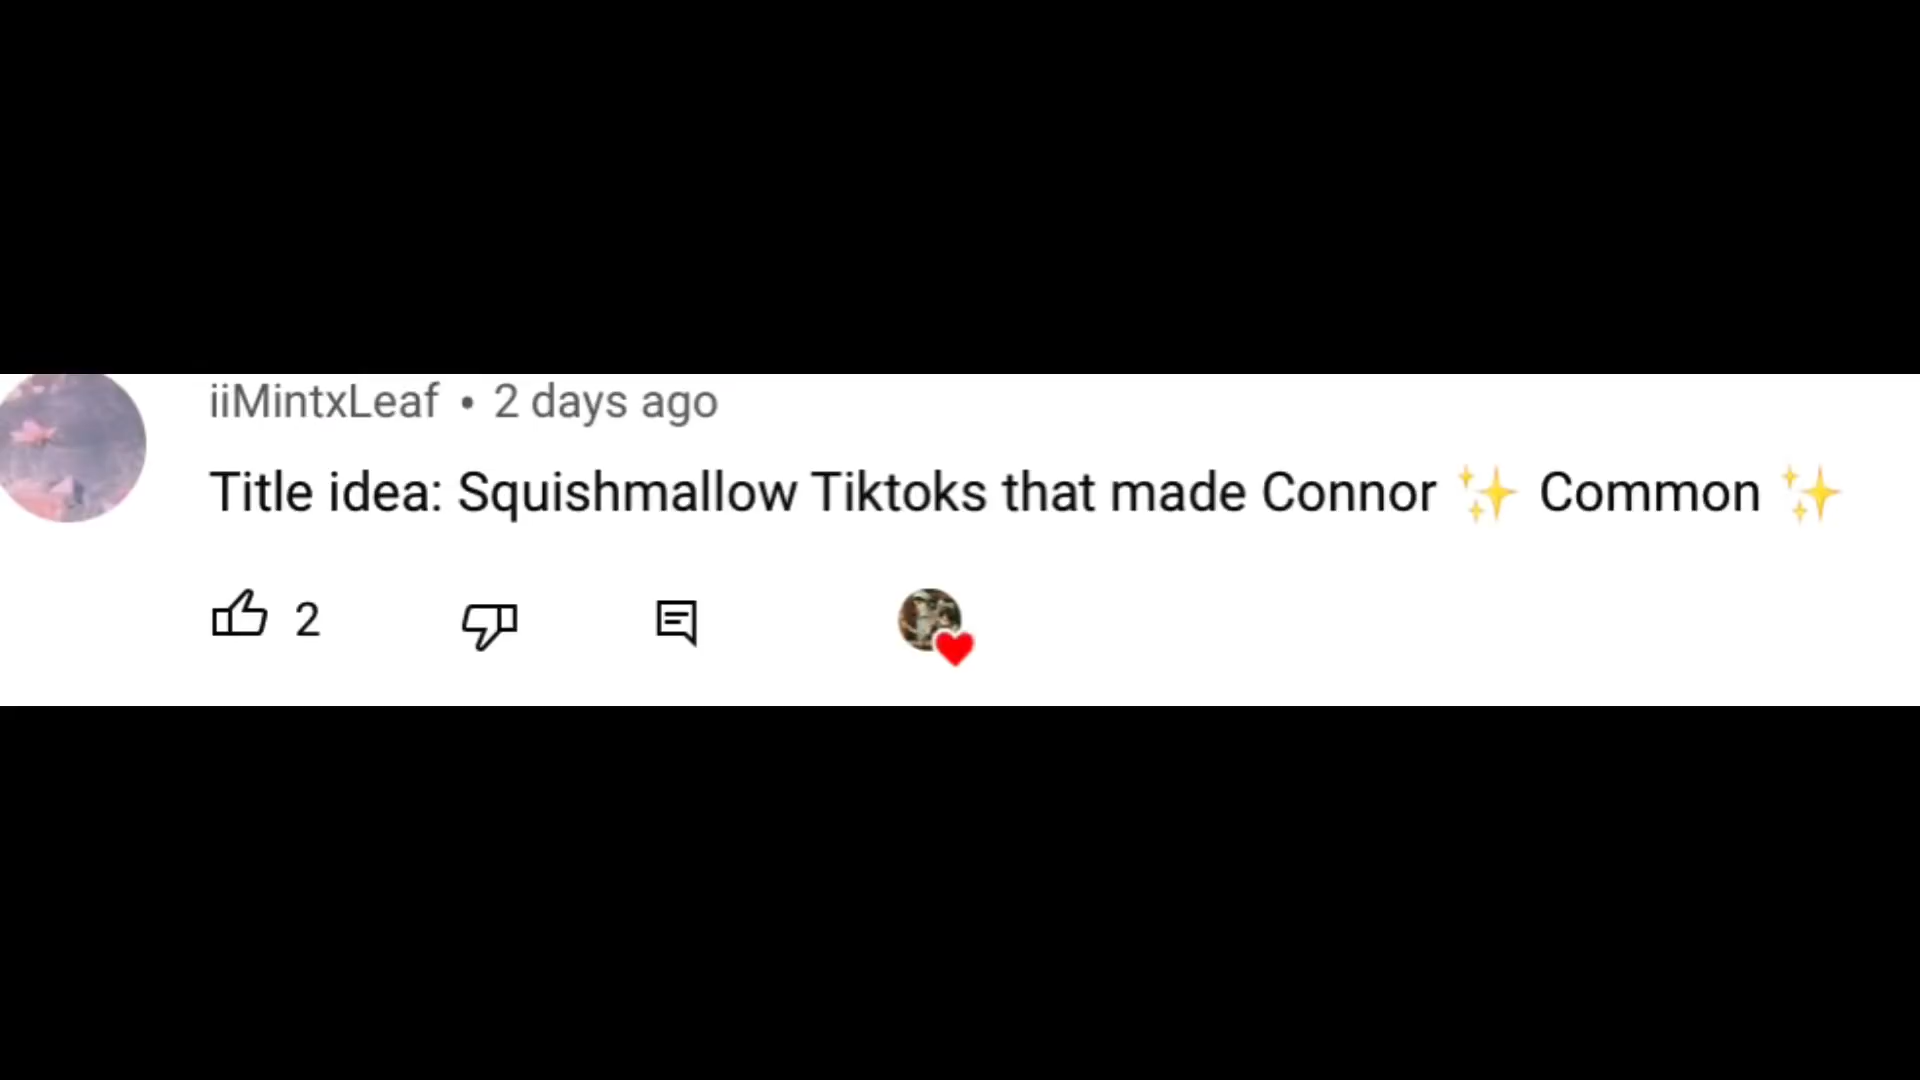 iiMintxLeaf • 2 days ago
Title idea: Squishmallow Tiktoks that made Connor ✨ Common ✨
2